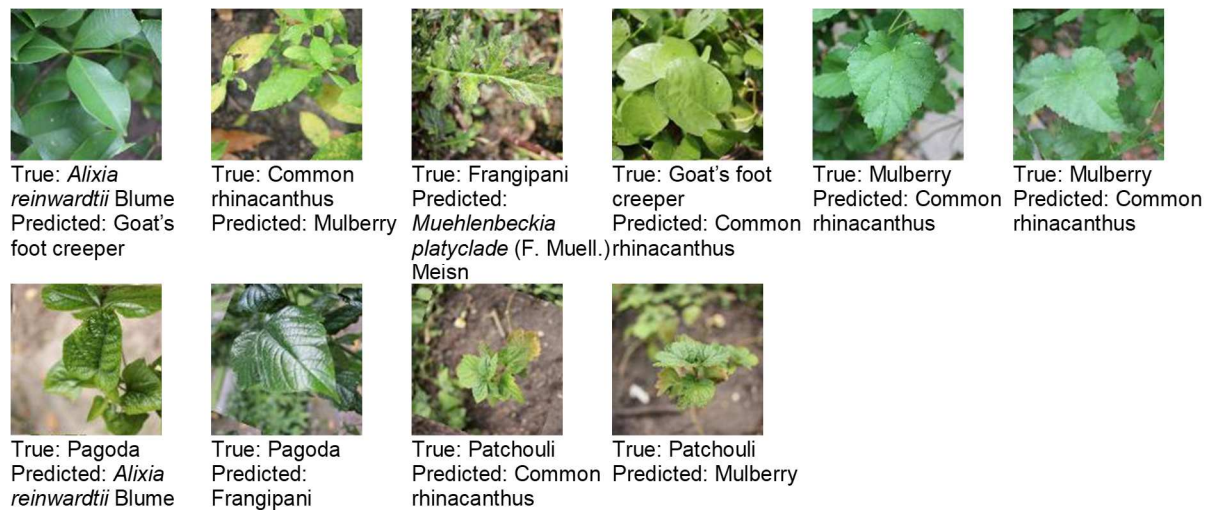 True: Alixia
reinwardtii Blume
Predicted: Goat's
foot creeper
True: Common
rhinacanthus
Predicted: Mulberry
True: Frangipani
Predicted:
Muehlenbeckia
platyclade (F. Muell.)
Meisn
True: Goat's foot
creeper
Predicted: Common
rhinacanthus
True: Mulberry
Predicted: Common
rhinacanthus
True: Mulberry
Predicted: Common
rhinacanthus
True: Pagoda
Predicted: Alixia
reinwardtii Blume
True: Pagoda
Predicted:
Frangipani
True: Patchouli
Predicted: Common
rhinacanthus
True: Patchouli
Predicted: Mulberry